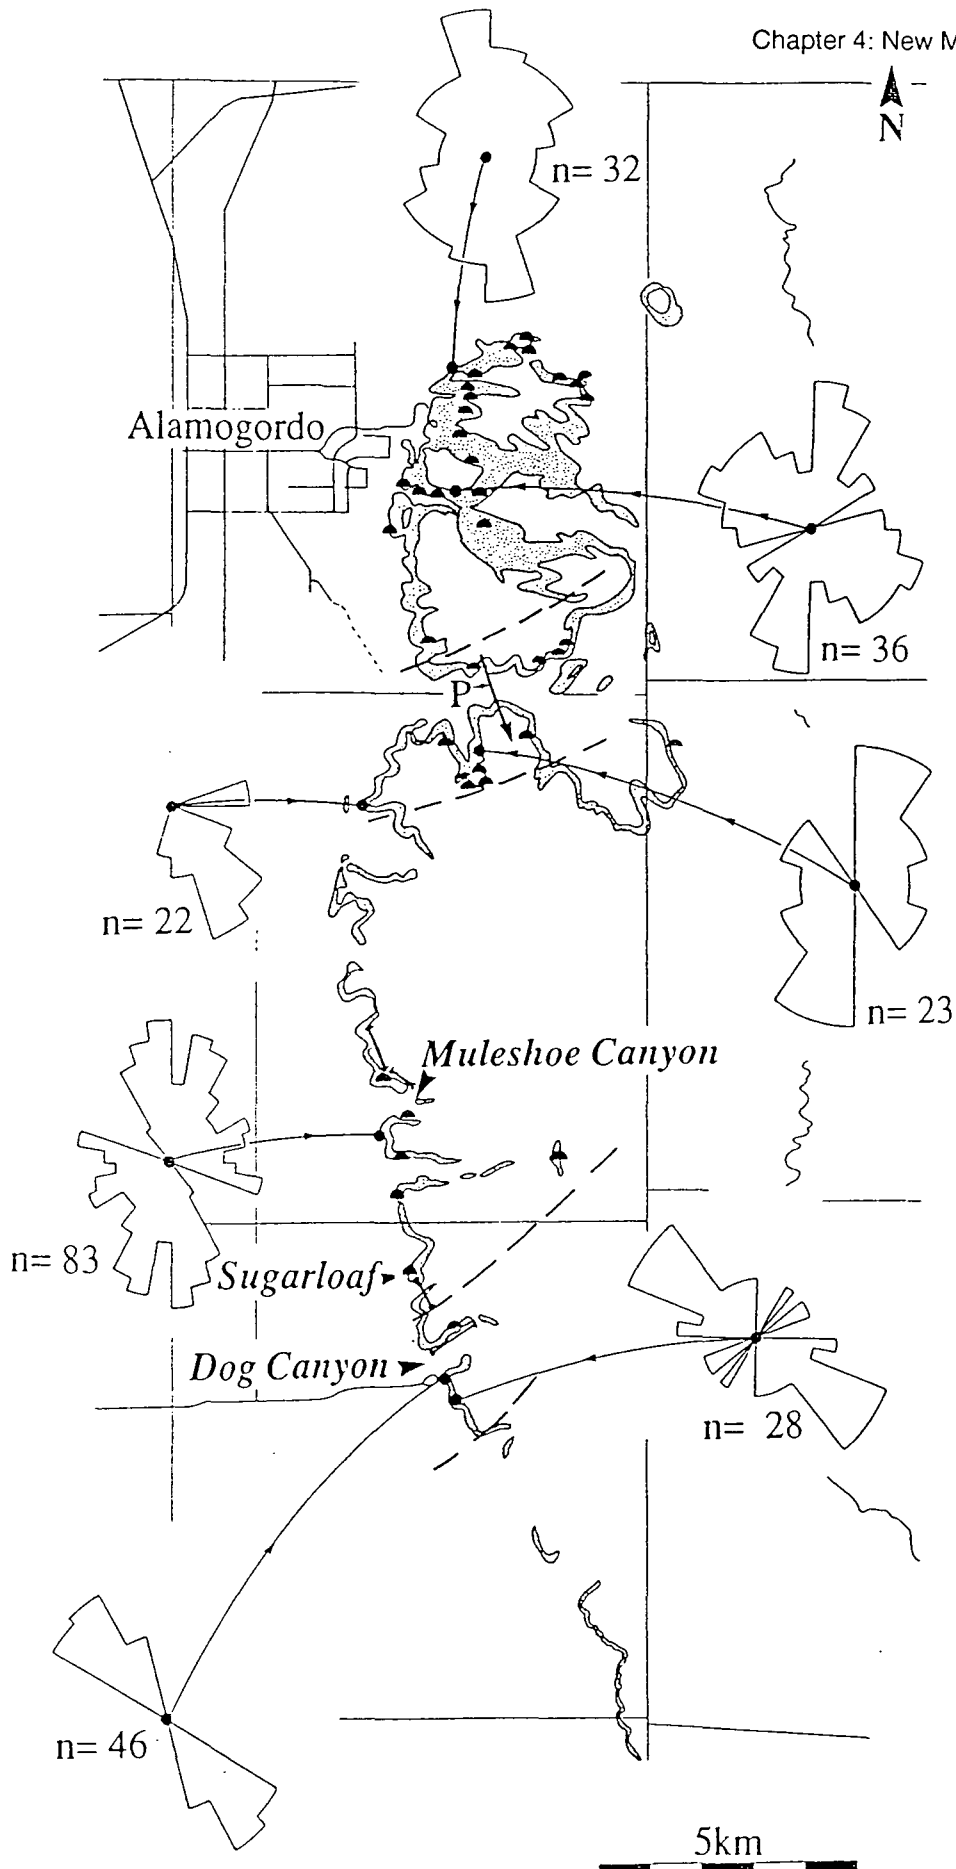 Chapter 4: New M
N
n= 32
Alamogordo
n= 36
P
n= 22
n= 23
Muleshoe Canyon
n= 83
Sugarloaf
Dog Canyon
n= 28
n= 46
5km